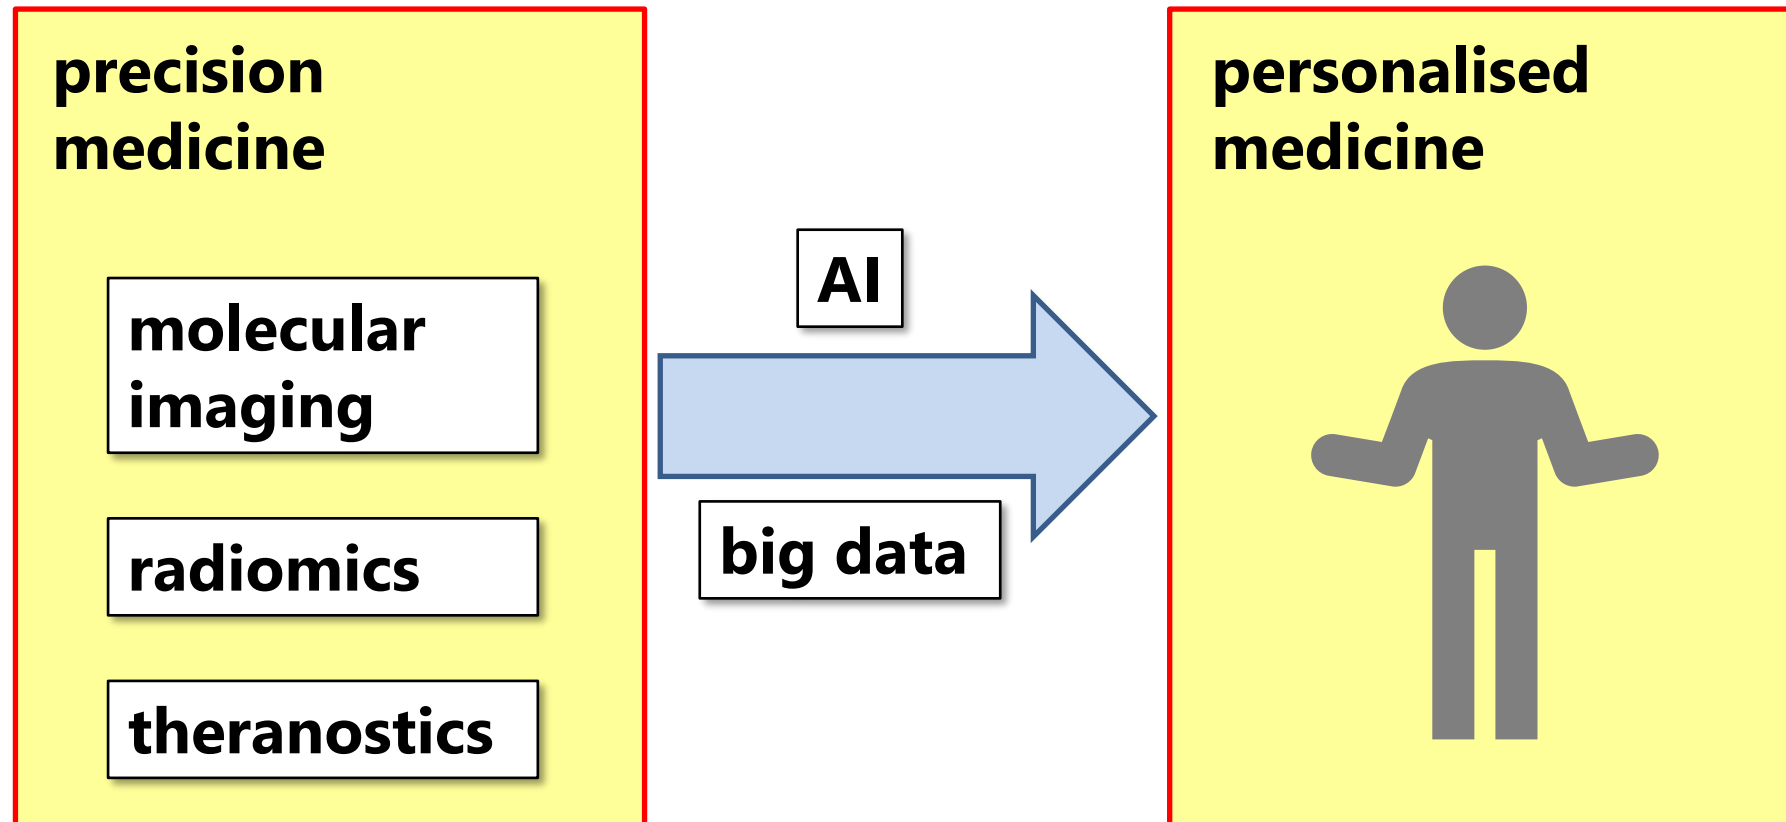 precision
medicine
molecular
imaging
radiomics
theranostics
AI
big data
personalised
medicine